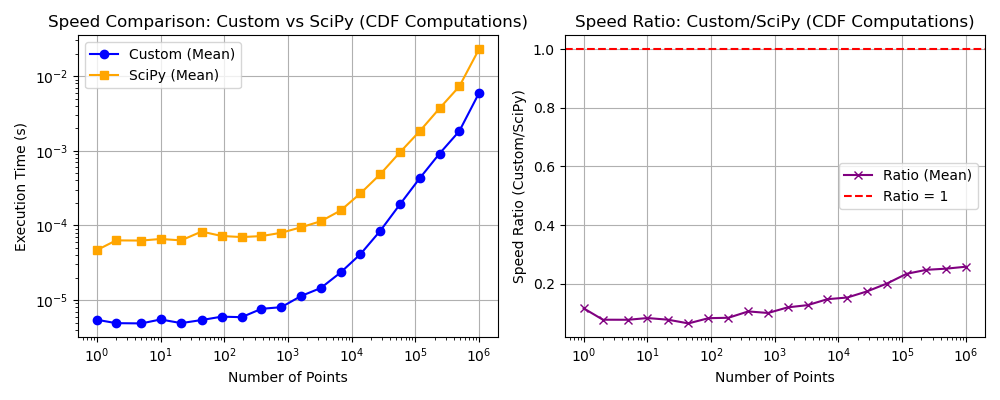 Speed Comparison: Custom vs SciPy (CDF Computations)
Custom (Mean)
SciPy (Mean)
Execution Time (s)
10⁻²
10⁻³
10⁻⁴
10⁻⁵
10⁰ 10¹ 10² 10³ 10⁴ 10⁵ 10⁶
Number of Points
Speed Ratio: Custom/SciPy (CDF Computations)
Ratio (Mean)
Ratio = 1
Speed Ratio (Custom/SciPy)
1.0
0.8
0.6
0.4
0.2
10⁰ 10¹ 10² 10³ 10⁴ 10⁵ 10⁶
Number of Points